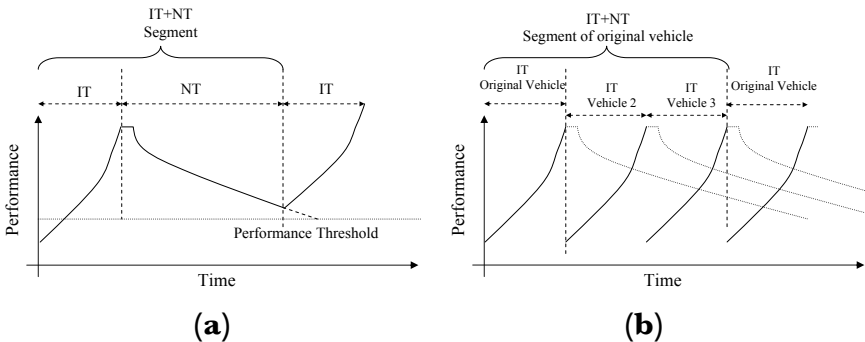 IT+NT
Segment
IT
NT
IT
Performance
Performance Threshold
Time
(a)
IT+NT
Segment of original vehicle
IT
Original Vehicle
IT
Vehicle 2
IT
Vehicle 3
IT
Original Vehicle
Performance
Time
(b)